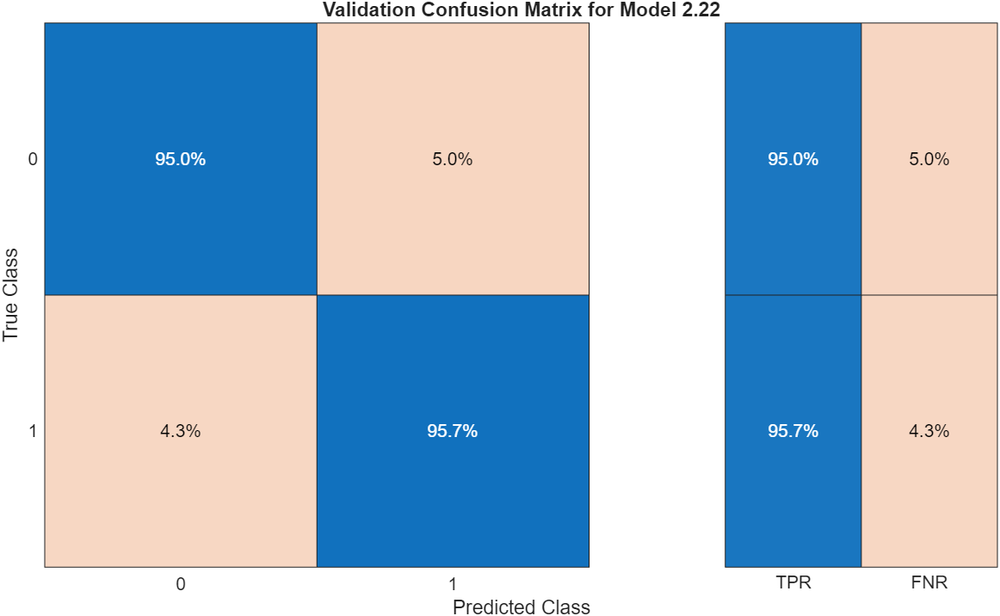 Validation Confusion Matrix for Model 2.22
True Class
0 95.0% 5.0% 95.0% 5.0%
1 4.3% 95.7% 95.7% 4.3%
0 1 TPR FNR
Predicted Class